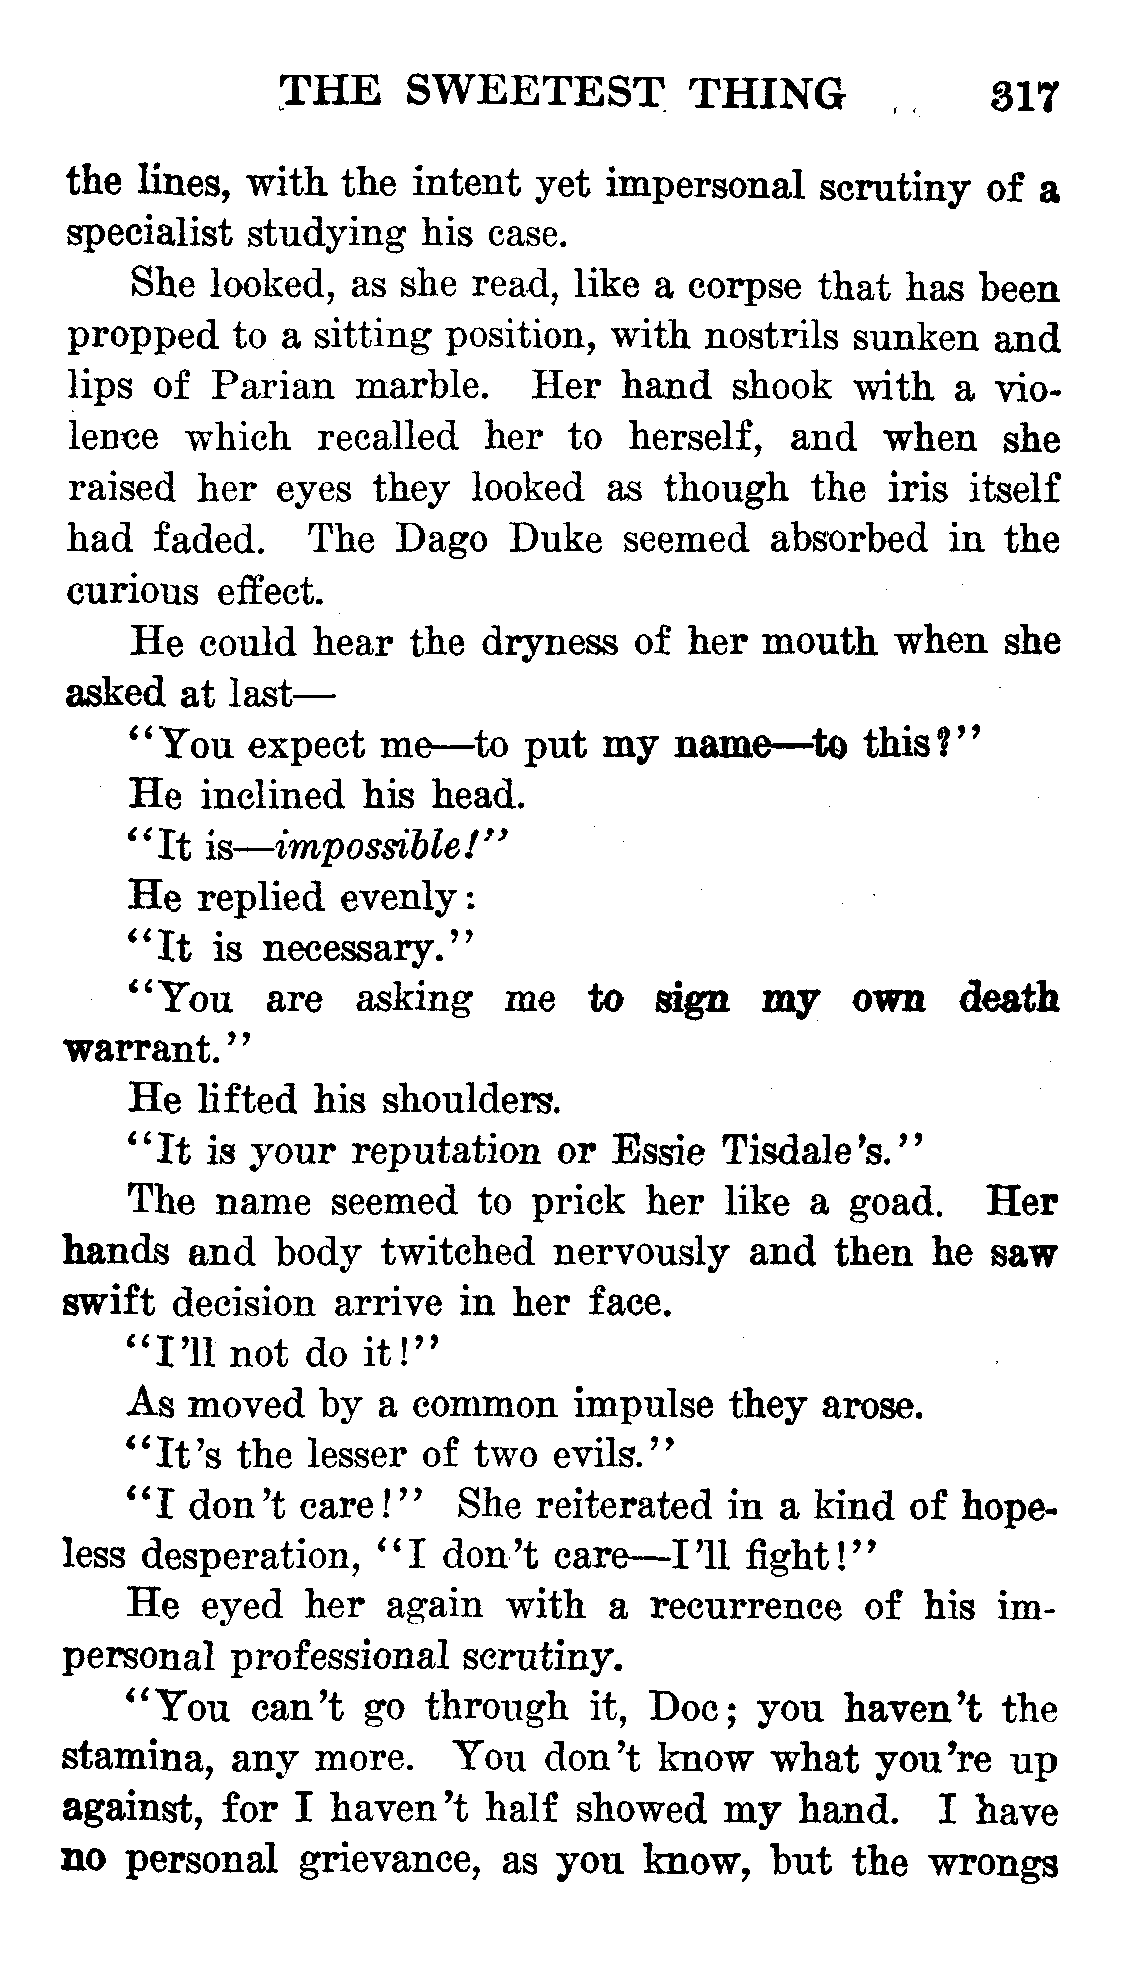 THE SWEETEST THING 317
the lines, with the intent yet impersonal scrutiny of a
specialist studying his case.
She looked, as she read, like a corpse that has been
propped to a sitting position, with nostrils sunken and
lips of Parian marble. Her hand shook with a vio-
lence which recalled her to herself, and when she
raised her eyes they looked as though the iris itself
had faded. The Dago Duke seemed absorbed in the
curious effect.
He could hear the dryness of her mouth when she
asked at last—
"You expect me—to put my name—to this?"
He inclined his head.
"It is—impossible!"
He replied evenly:
"It is necessary."
"You are asking me to sign my own death
warrant."
He lifted his shoulders.
"It is your reputation or Essie Tisdale's."
The name seemed to prick her like a goad. Her
hands and body twitched nervously and then he saw
swift decision arrive in her face.
"I'll not do it!"
As moved by a common impulse they arose.
"It's the lesser of two evils."
"I don't care!" She reiterated in a kind of hope-
less desperation, "I don't care—I'll fight!"
He eyed her again with a recurrence of his im-
personal professional scrutiny.
"You can't go through it, Doc; you haven't the
stamina, any more. You don't know what you're up
against, for I haven't half showed my hand. I have
no personal grievance, as you know, but the wrongs